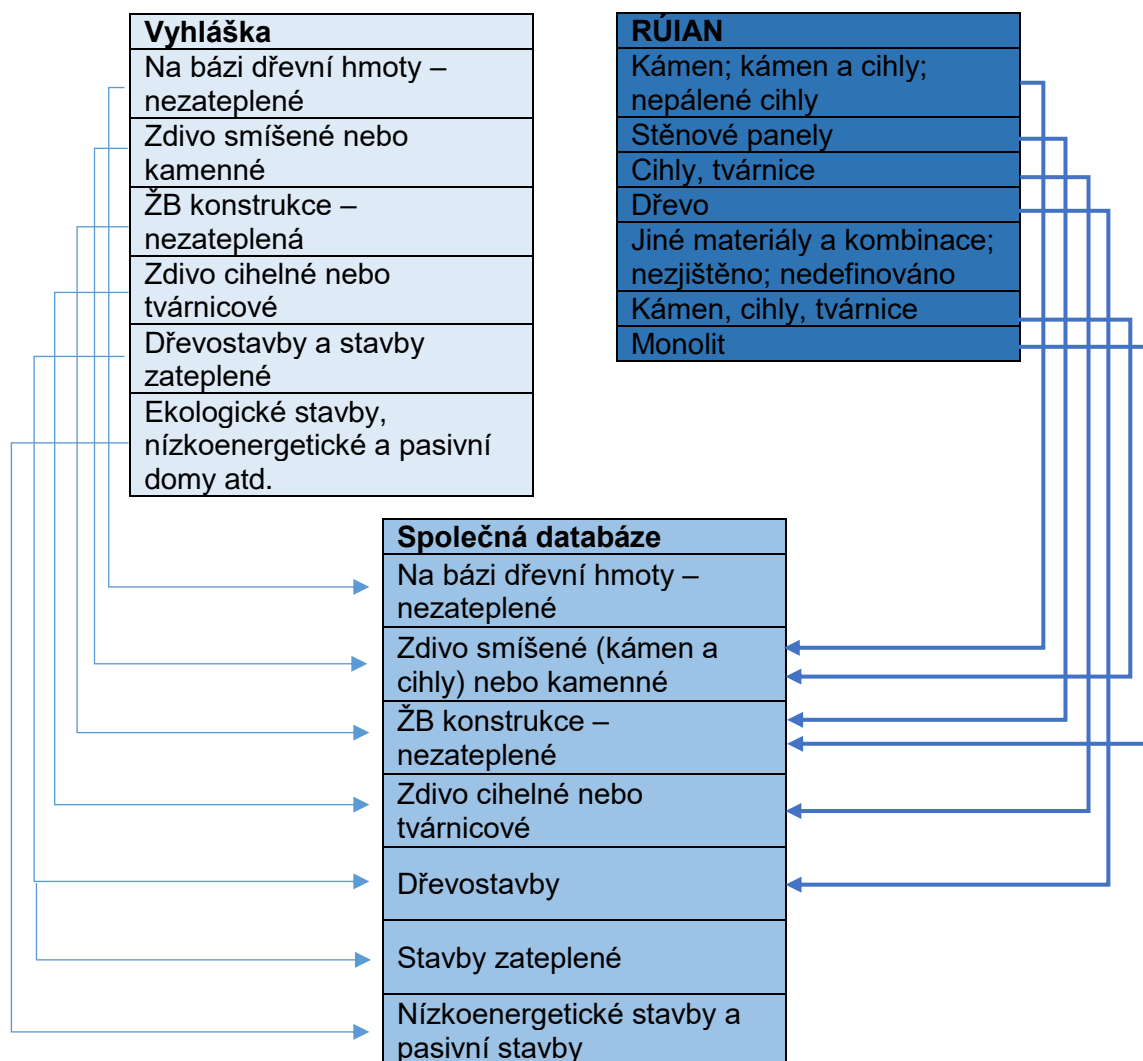 Vyhláška
Na bázi dřevní hmoty –
nezateplené
Zdivo smíšené nebo
kamenné
ŽB konstrukce –
nezateplená
Zdivo cihelné nebo
tvárnicové
Dřevostavby a stavby
zateplené
Ekologické stavby,
nízkoenergetické a pasivní
domy atd.
RÚIAN
Kámen; kámen a cihly;
nepálené cihly
Stěnové panely
Cihly, tvárnice
Dřevo
Jiné materiály a kombinace;
nezjištěno; nedefinováno
Kámen, cihly, tvárnice
Monolit
Společná databáze
Na bázi dřevní hmoty –
nezateplené
Zdivo smíšené (kámen a
cihly) nebo kamenné
ŽB konstrukce –
nezateplené
Zdivo cihelné nebo
tvárnicové
Dřevostavby
Stavby zateplené
Nízkoenergetické stavby a
pasivní stavby